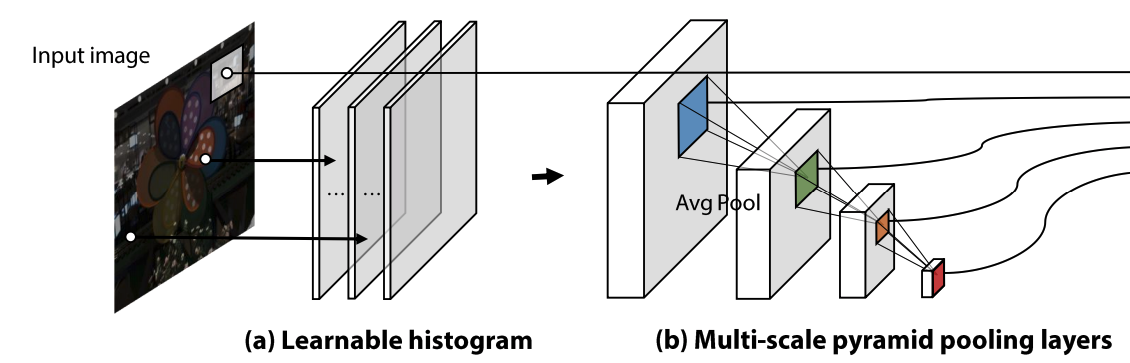 Input image
... ...
Avg Pool
(a) Learnable histogram
(b) Multi-scale pyramid pooling layers